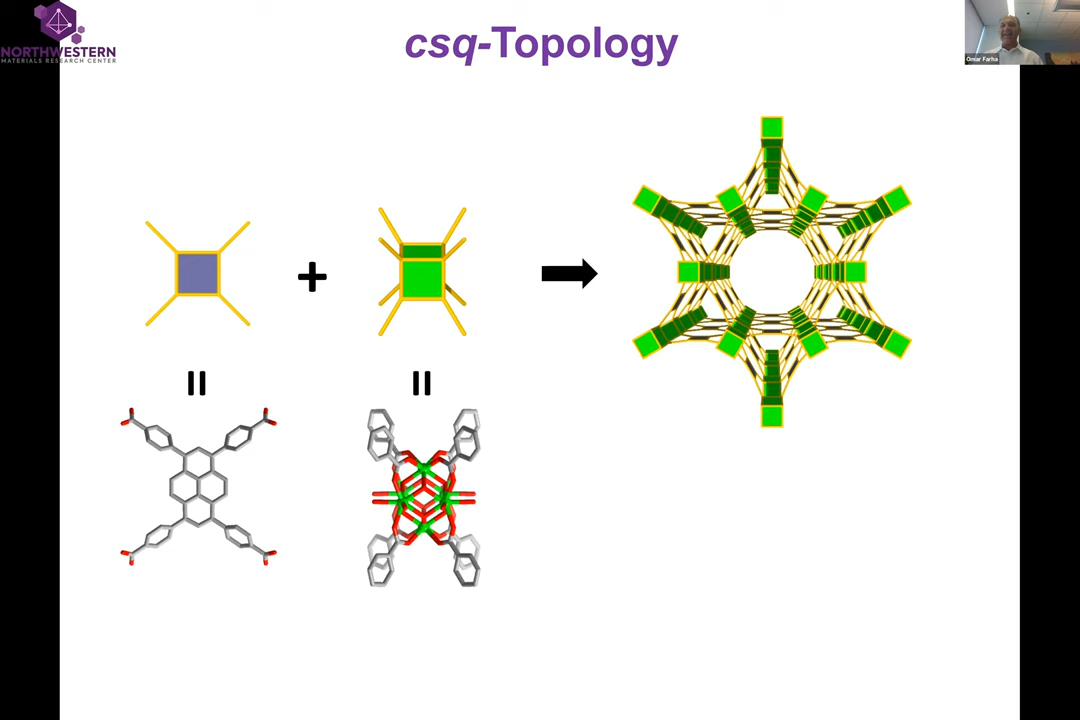 csq-Topology
NORTHWESTERN
MATERIALS RESEARCH CENTER
Omar Farha
+
=
=